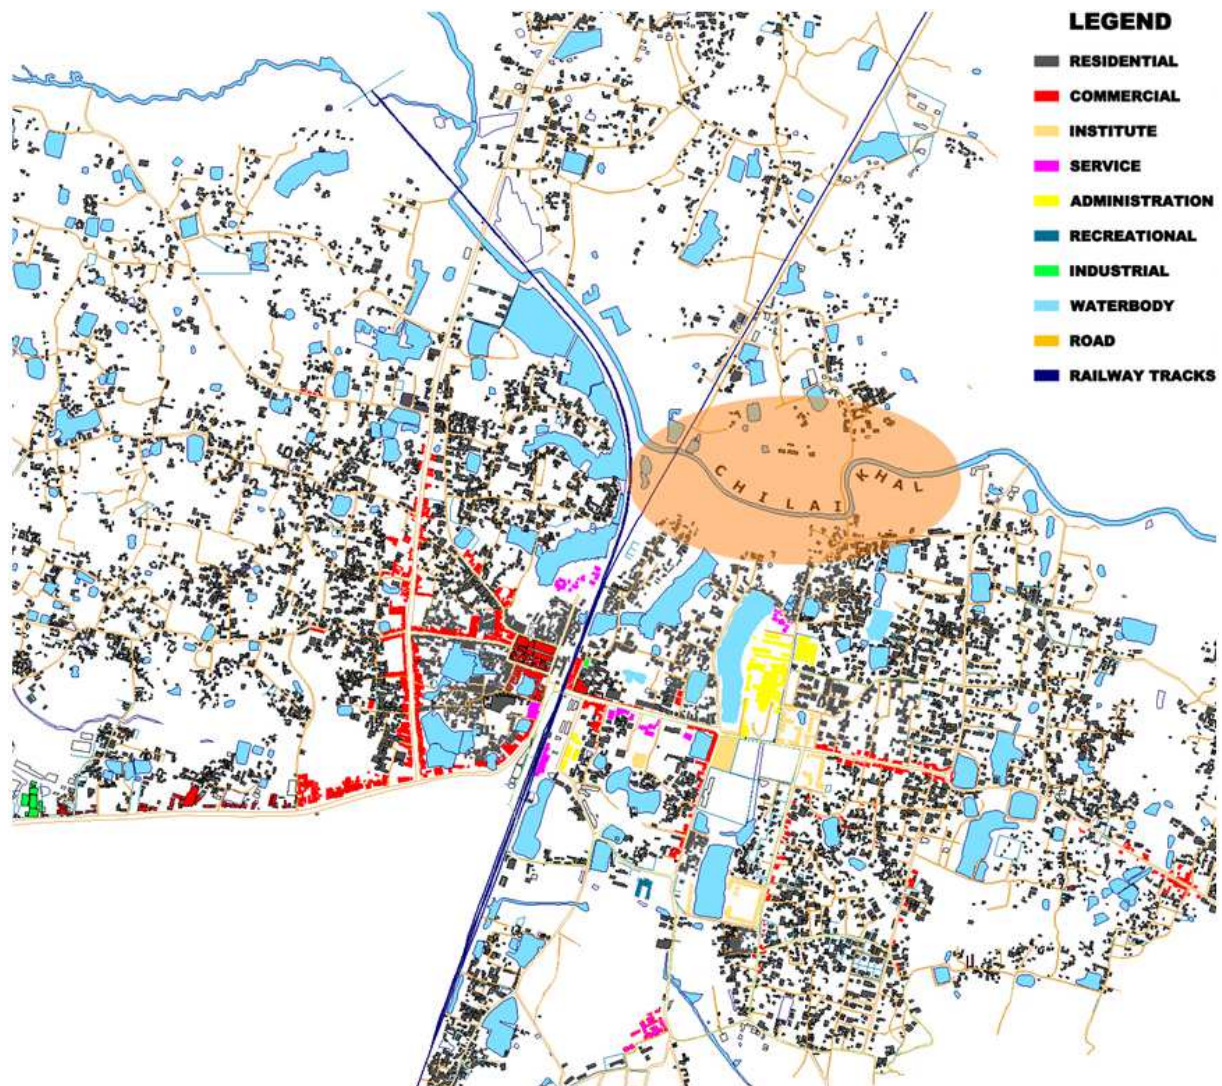 LEGEND
RESIDENTIAL
COMMERCIAL
INSTITUTE
SERVICE
ADMINISTRATION
RECREATIONAL
INDUSTRIAL
WATERBODY
ROAD
RAILWAY TRACKS
CHILAI KHAL